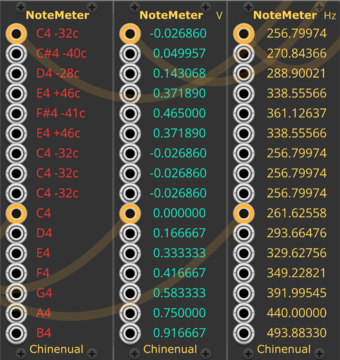 NoteMeter NoteMeter V NoteMeter Hz
C4 -32c -0.026860 256.79974
C#4 -40c 0.049957 270.84366
D4 -28c 0.143068 288.90021
E4 +46c 0.371890 338.55566
F#4 -41c 0.465000 361.12637
E4 +46c 0.371890 338.55566
C4 -32c -0.026860 256.79974
C4 -32c -0.026860 256.79974
C4 -32c -0.026860 256.79974
C4 0.000000 261.62558
D4 0.166667 293.66476
E4 0.333333 329.62756
F4 0.416667 349.22821
G4 0.583333 391.99545
A4 0.750000 440.00000
B4 0.916667 493.88330
Chinenual Chinenual Chinenual